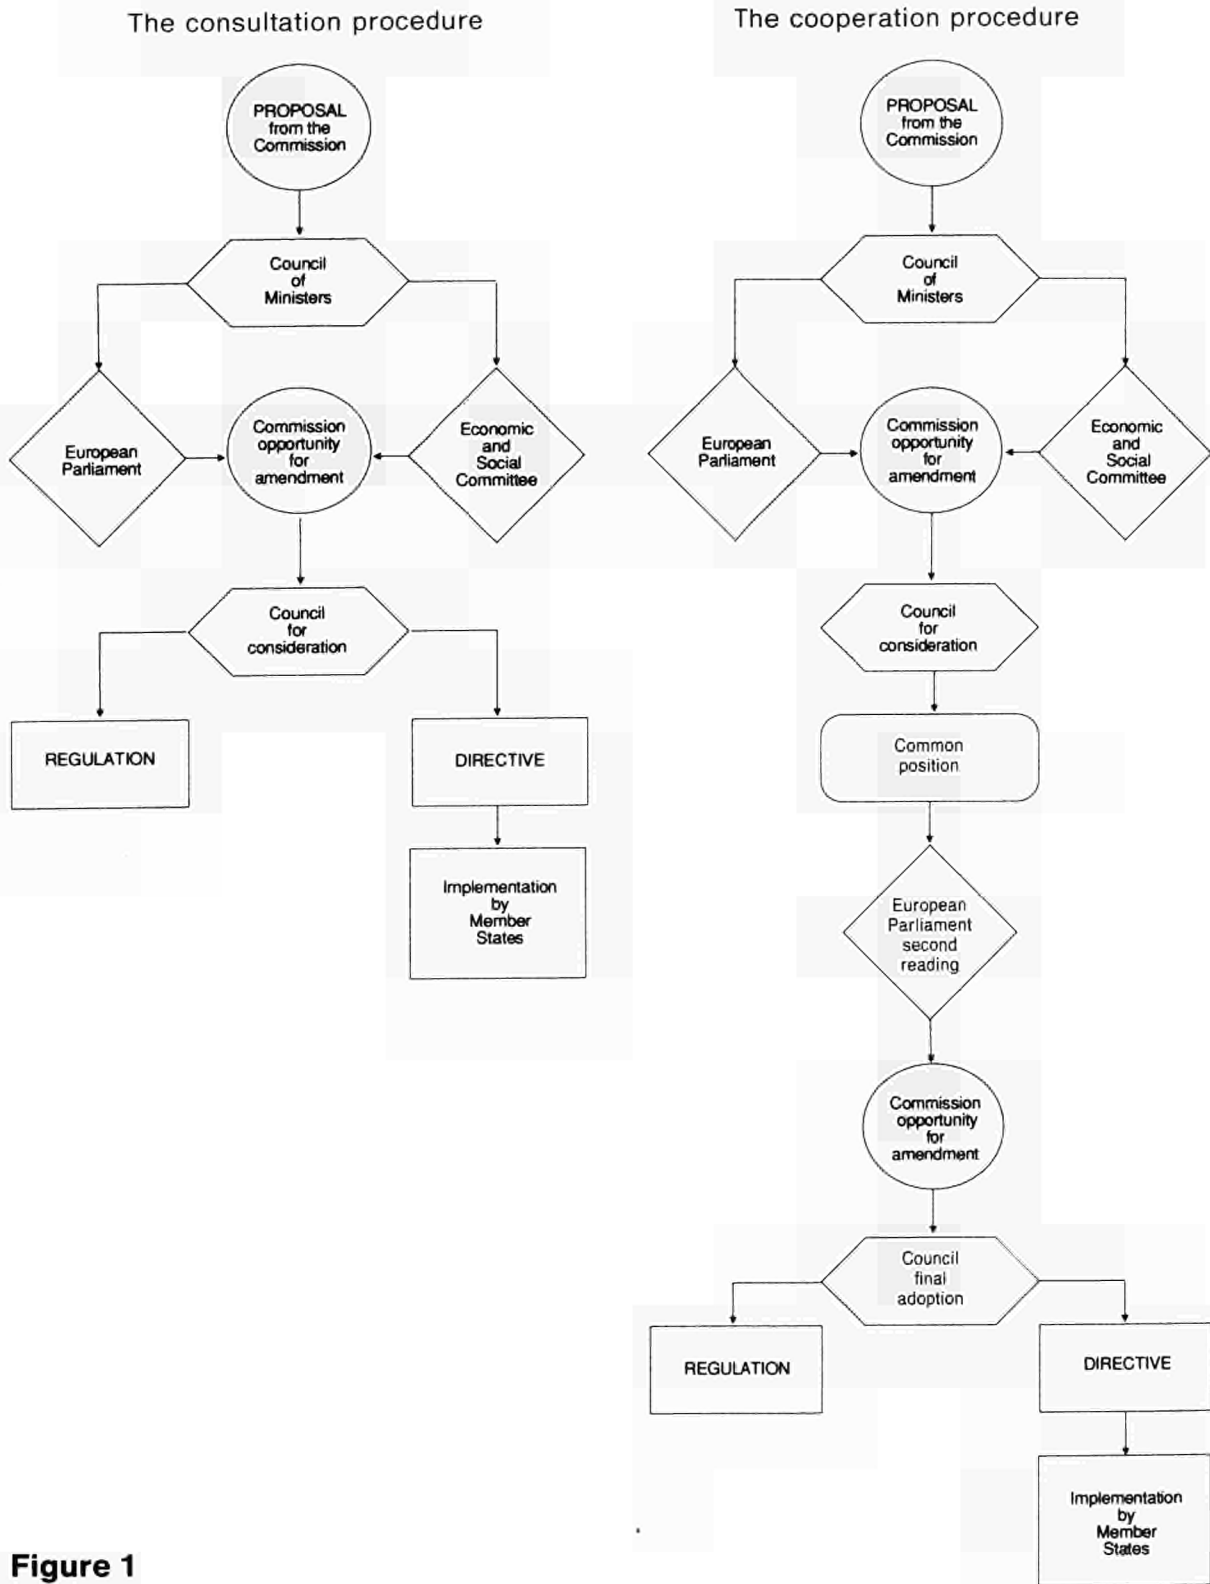 The consultation procedure
PROPOSAL
from the
Commission
Council
of
Ministers
European
Parliament
Commission
opportunity
for
amendment
Economic
and
Social
Committee
Council
for
consideration
REGULATION
DIRECTIVE
Implementation
by
Member
States
The cooperation procedure
PROPOSAL
from the
Commission
Council
of
Ministers
European
Parliament
Commission
opportunity
for
amendment
Economic
and
Social
Committee
Council
for
consideration
Common
position
European
Parliament
second
reading
Commission
opportunity
for
amendment
Council
final
adoption
REGULATION
DIRECTIVE
Implementation
by
Member
States
Figure 1